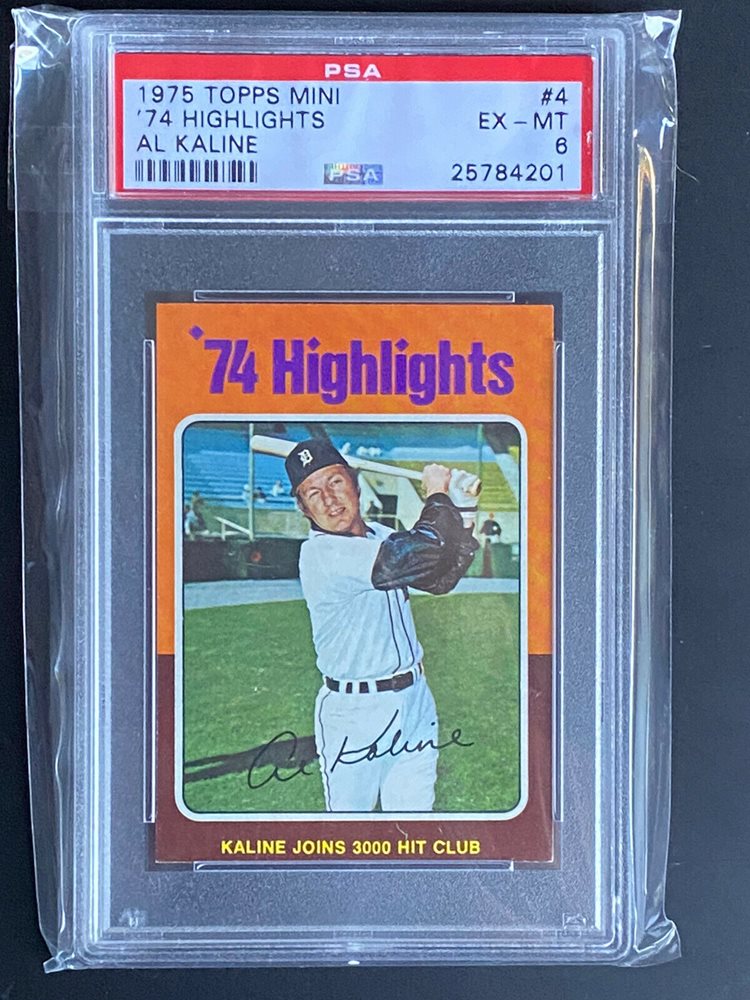 PSA
1975 TOPPS MINI #4
'74 HIGHLIGHTS EX-MT
AL KALINE 6
PSA 25784201
'74 Highlights
D
Al Kaline
KALINE JOINS 3000 HIT CLUB